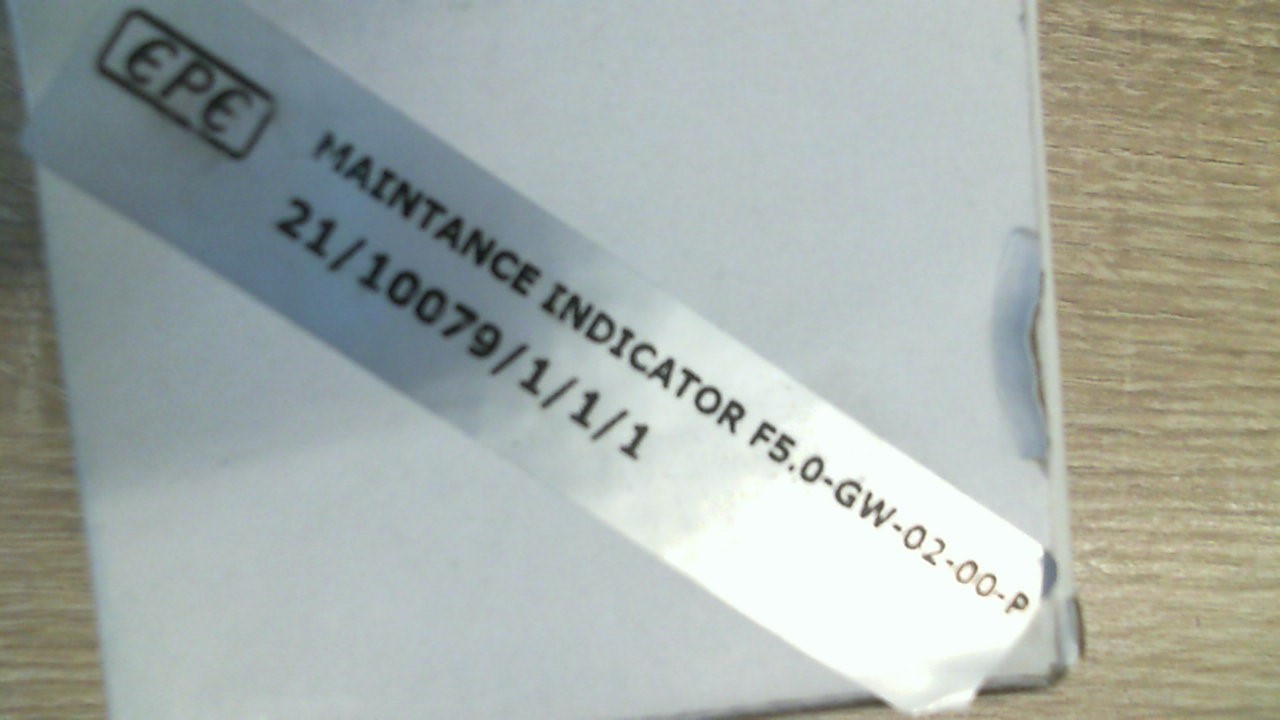 EPE
MAINTANCE INDICATOR F5.0-GW-02-00-P
21/10079/1/1/1